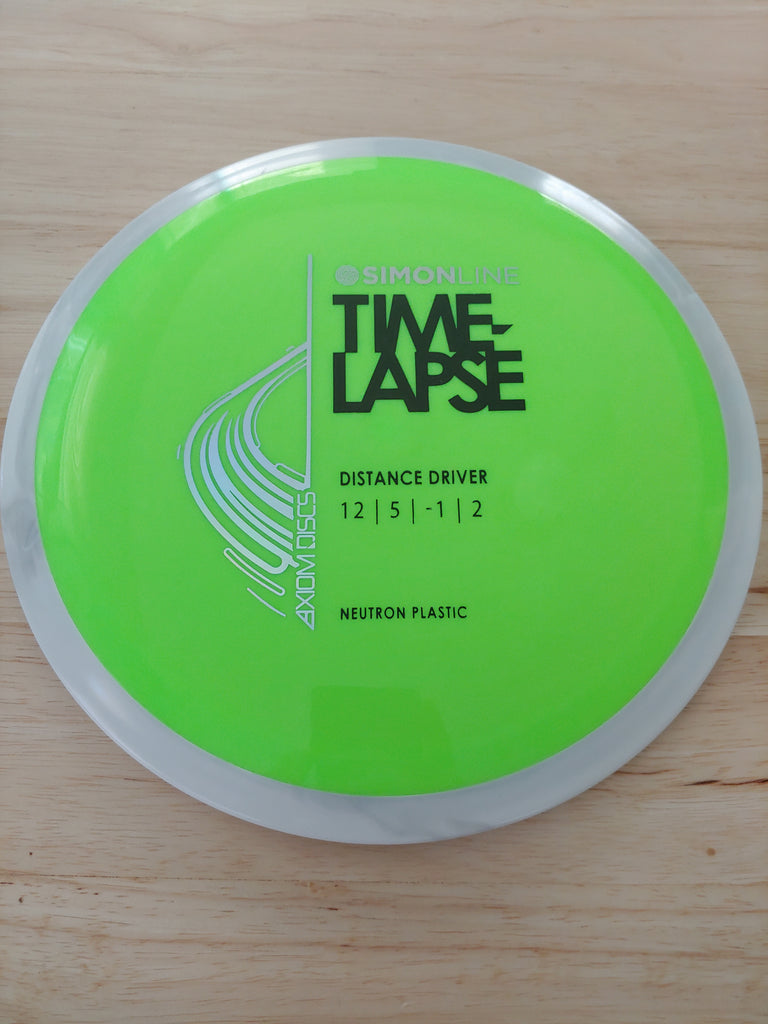 SIMONLINE
TIME-
LAPSE
DISTANCE DRIVER
12 | 5 | -1 | 2
AXIOM DISCS
NEUTRON PLASTIC